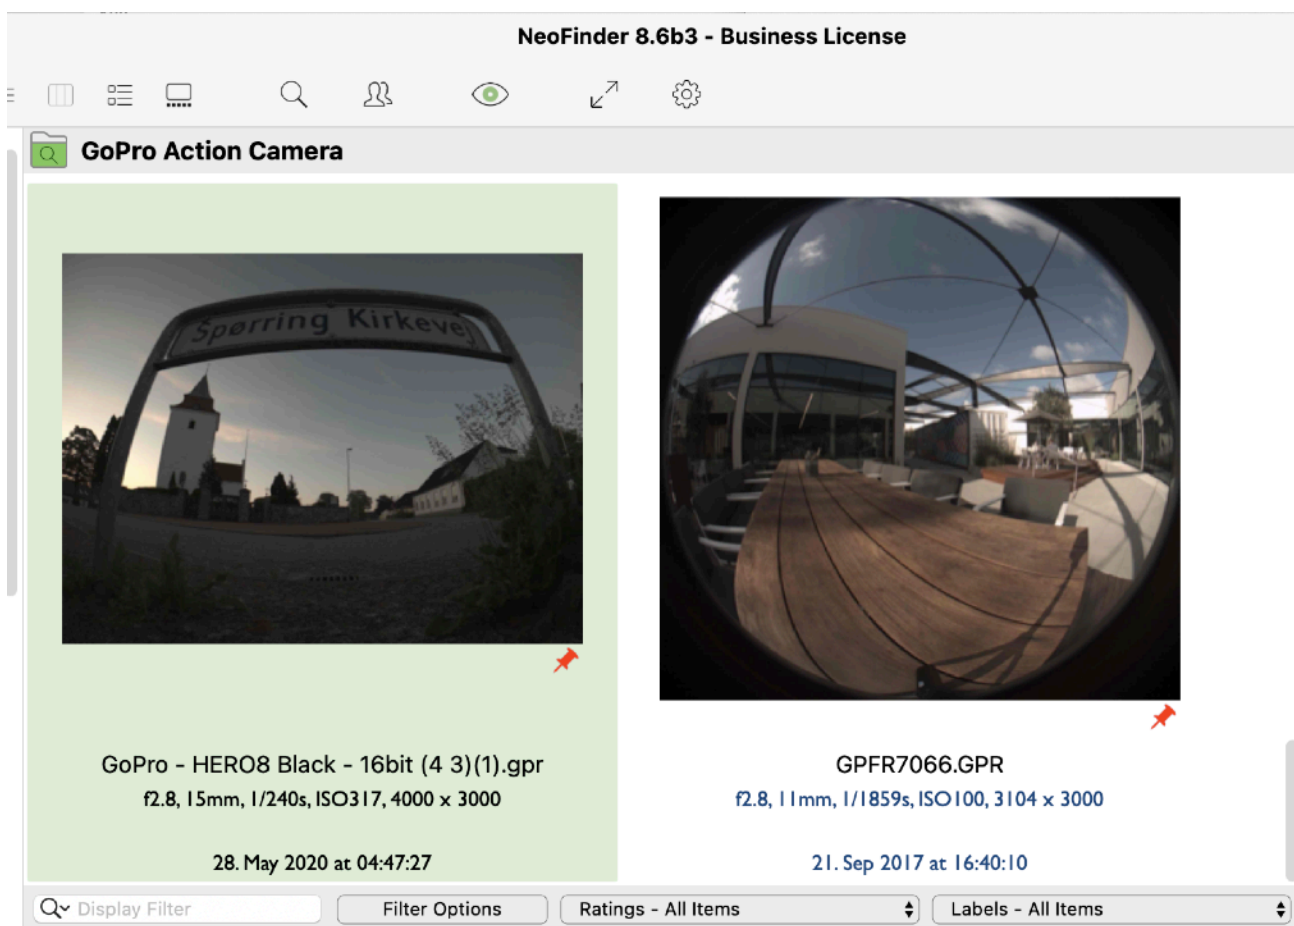 NeoFinder 8.6b3 - Business License
GoPro Action Camera
Spørring Kirkevej
GoPro - HERO8 Black - 16bit (4 3)(1).gpr
f2.8, 15mm, 1/240s, ISO317, 4000 x 3000
28. May 2020 at 04:47:27
GPFR7066.GPR
f2.8, 11mm, 1/1859s, ISO100, 3104 x 3000
21. Sep 2017 at 16:40:10
Display Filter
Filter Options
Ratings - All Items
Labels - All Items